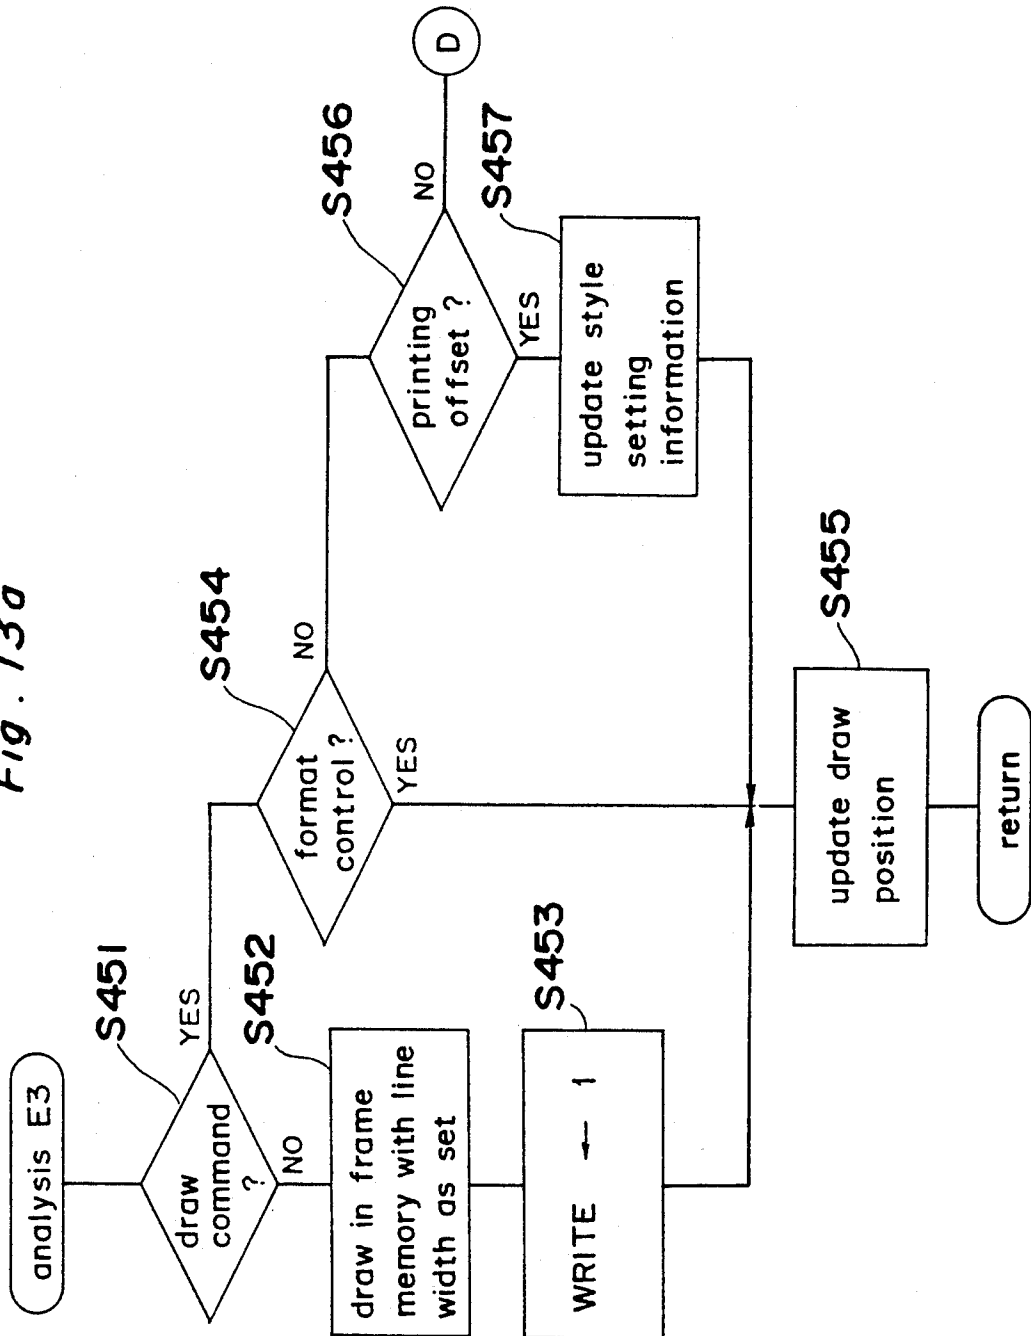 Fig. 13a
analysis E3
S451
draw
command
?
YES
NO
S452
draw in frame
memory with line
width as set
S453
WRITE ← 1
S454
format
control ?
NO
YES
S456
printing
offset ?
NO
D
YES
S457
update style
setting
information
S455
update draw
position
return